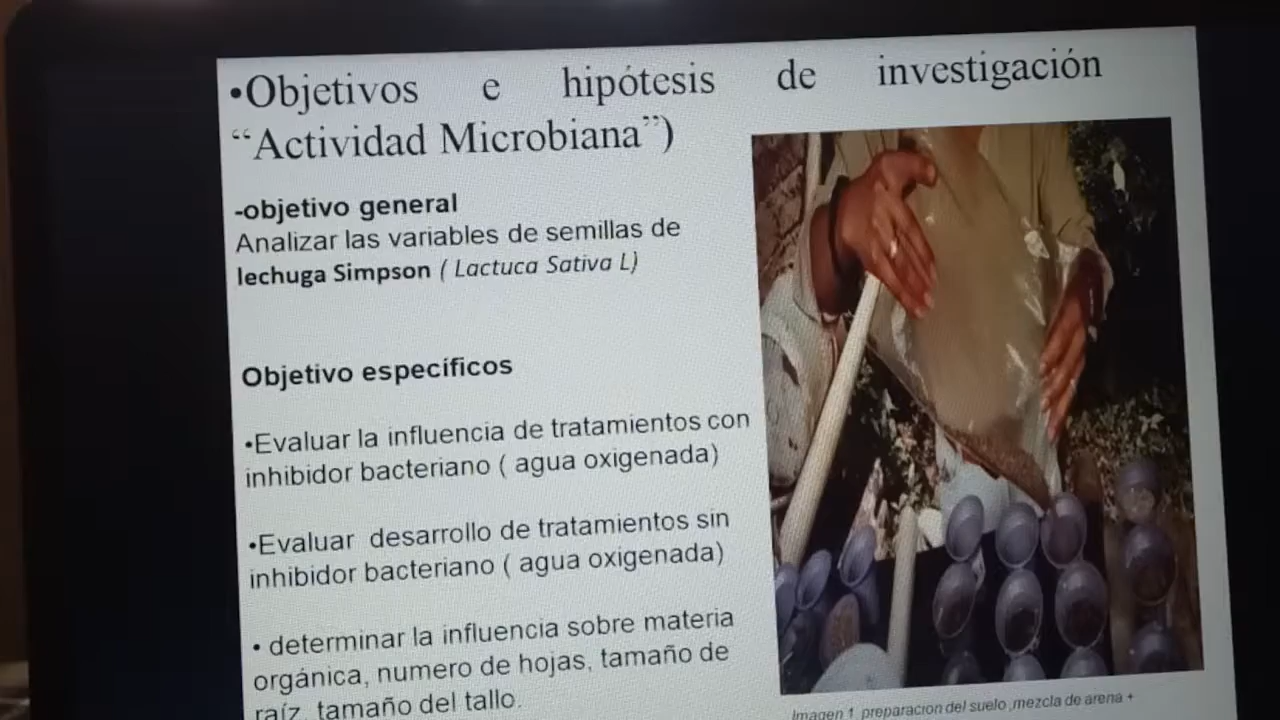 •Objetivos e hipótesis de investigación
“Actividad Microbiana”)
-objetivo general
Analizar las variables de semillas de
lechuga Simpson ( Lactuca Sativa L)
Objetivo específicos
•Evaluar la influencia de tratamientos con
inhibidor bacteriano ( agua oxigenada)
•Evaluar desarrollo de tratamientos sin
inhibidor bacteriano ( agua oxigenada)
• determinar la influencia sobre materia
orgánica, numero de hojas, tamaño de
raíz, tamaño del tallo.
Imagen 1. preparacion del suelo ,mezcla de arena +